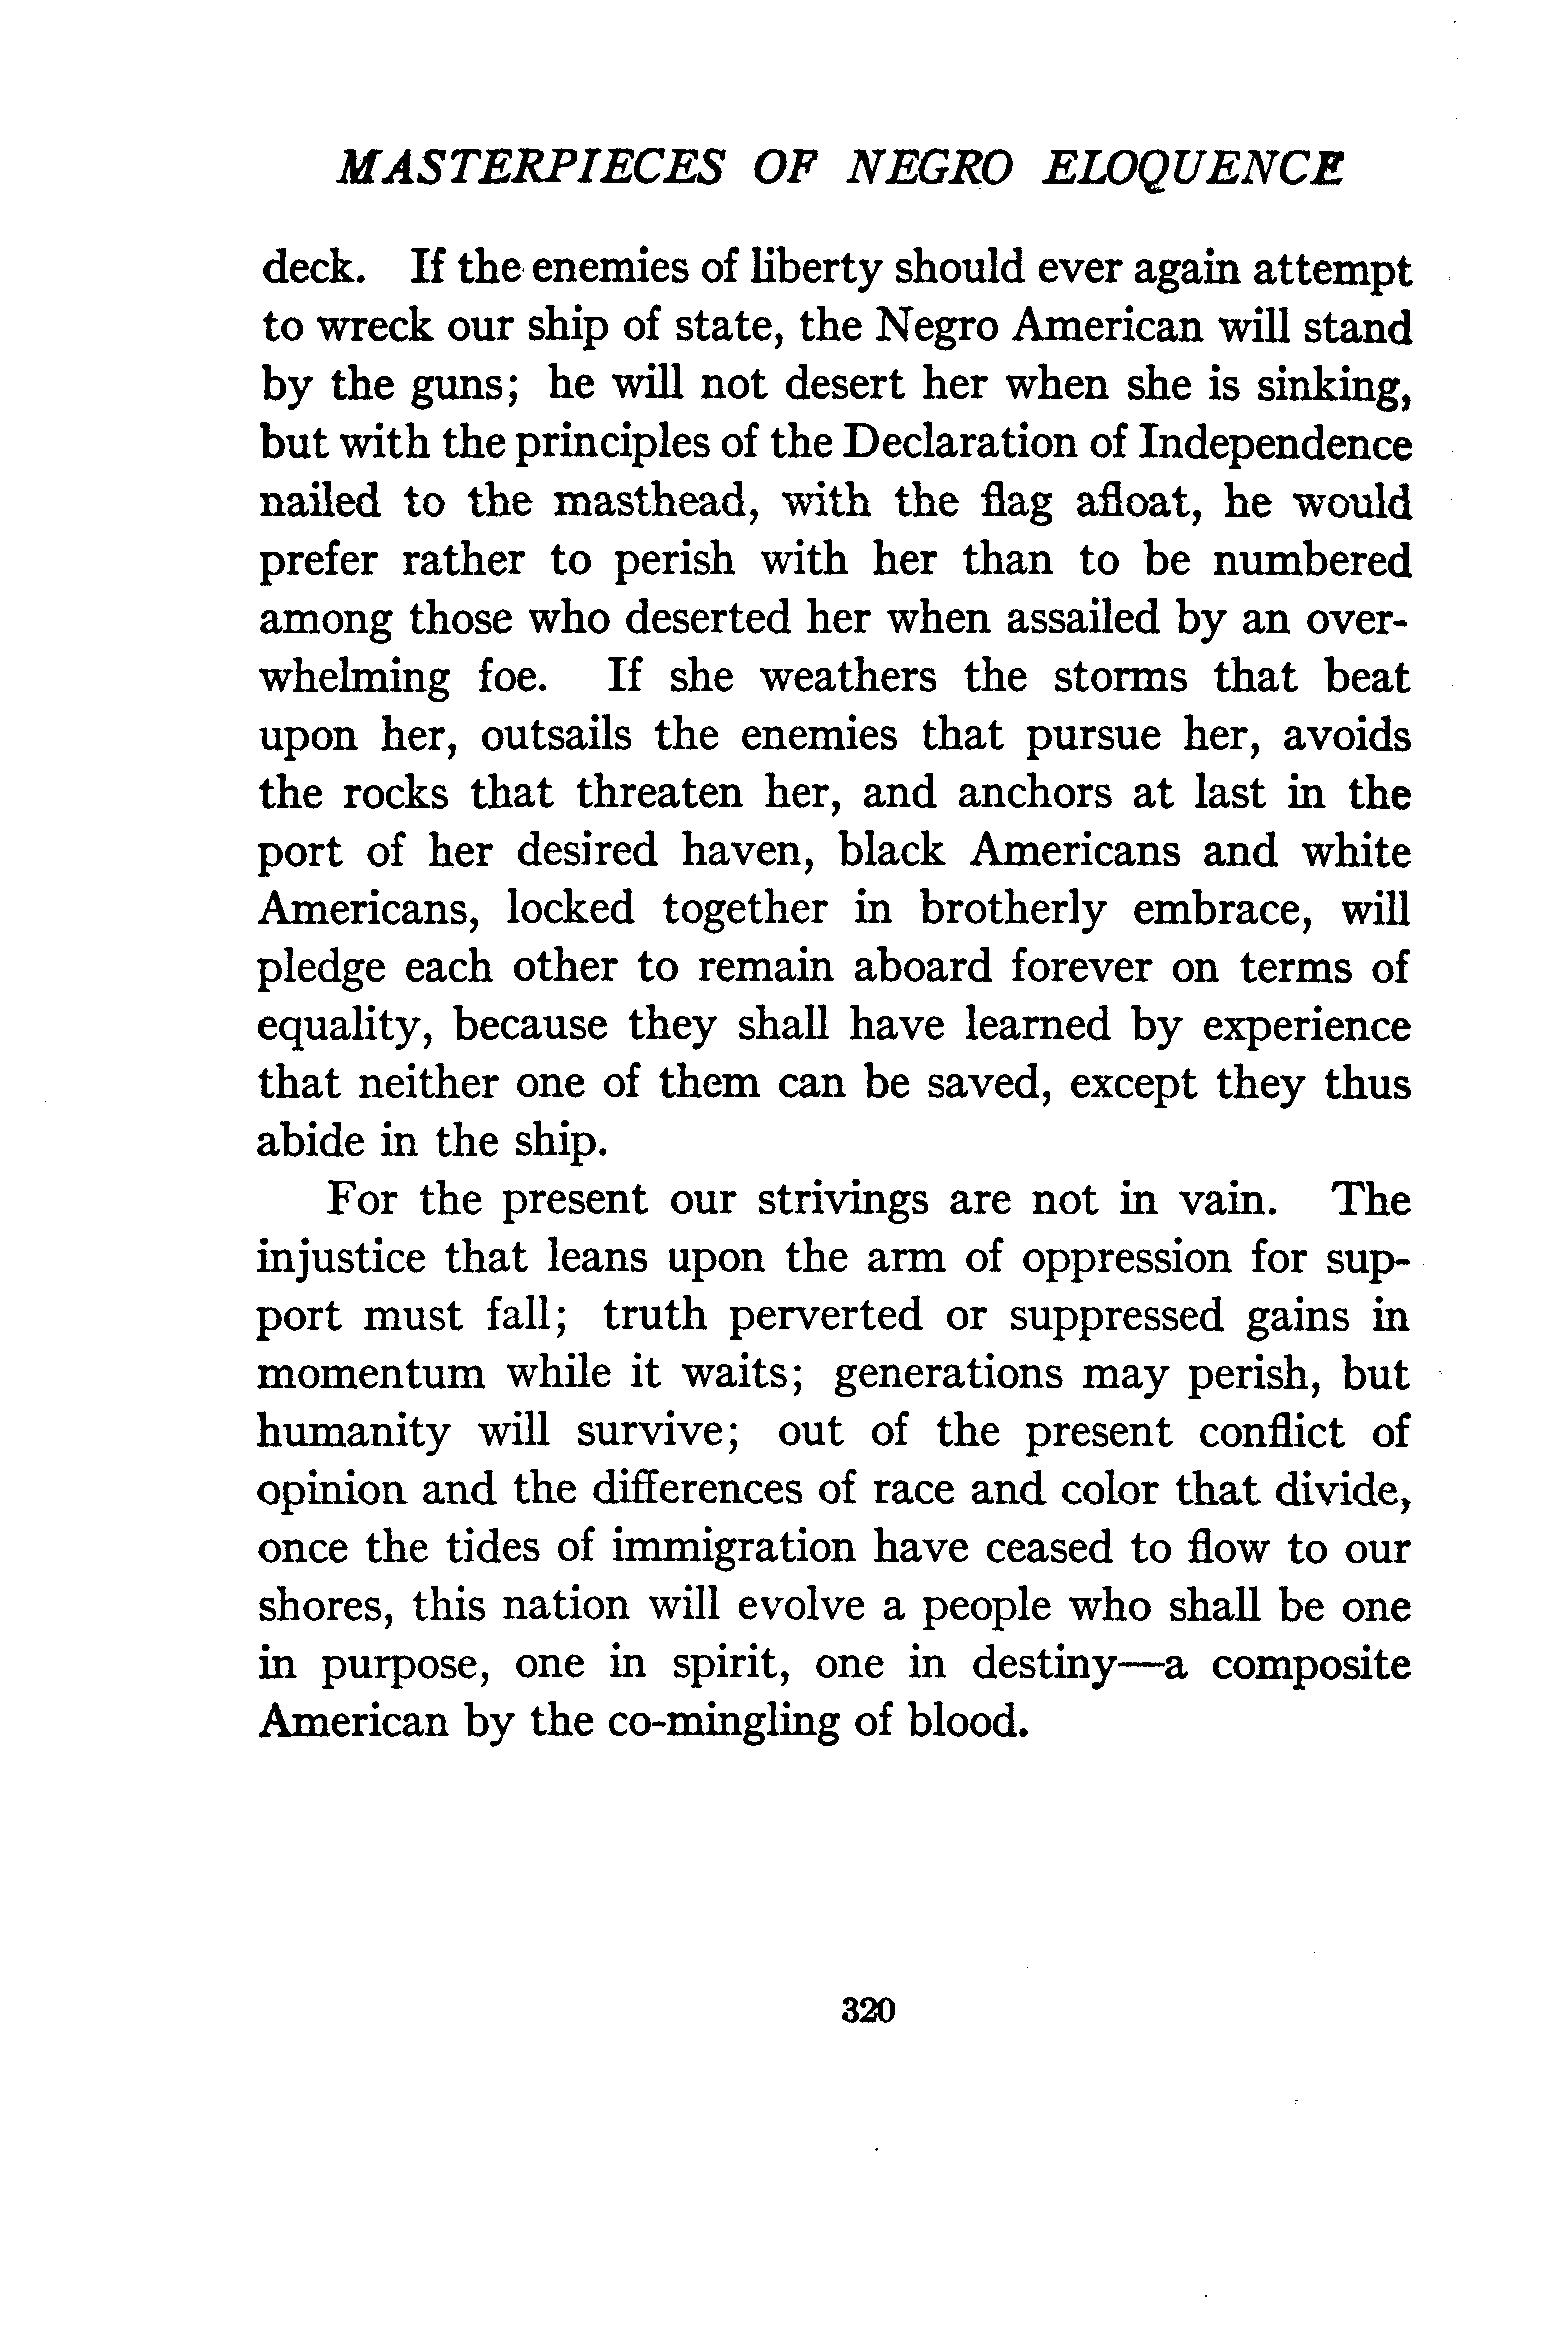 MASTERPIECES OF NEGRO ELOQUENCE
deck. If the enemies of liberty should ever again attempt
to wreck our ship of state, the Negro American will stand
by the guns; he will not desert her when she is sinking,
but with the principles of the Declaration of Independence
nailed to the masthead, with the flag afloat, he would
prefer rather to perish with her than to be numbered
among those who deserted her when assailed by an over-
whelming foe. If she weathers the storms that beat
upon her, outsails the enemies that pursue her, avoids
the rocks that threaten her, and anchors at last in the
port of her desired haven, black Americans and white
Americans, locked together in brotherly embrace, will
pledge each other to remain aboard forever on terms of
equality, because they shall have learned by experience
that neither one of them can be saved, except they thus
abide in the ship.
For the present our strivings are not in vain. The
injustice that leans upon the arm of oppression for sup-
port must fall; truth perverted or suppressed gains in
momentum while it waits; generations may perish, but
humanity will survive; out of the present conflict of
opinion and the differences of race and color that divide,
once the tides of immigration have ceased to flow to our
shores, this nation will evolve a people who shall be one
in purpose, one in spirit, one in destiny—a composite
American by the co-mingling of blood.
320